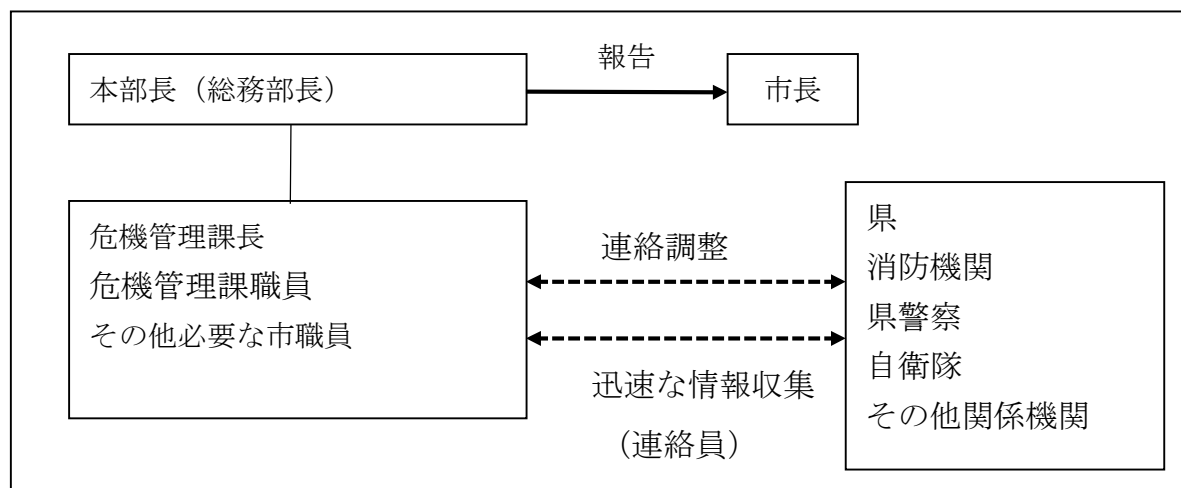 報告
本部長（総務部長）
市長
危機管理課長
危機管理課職員
その他必要な市職員
連絡調整
迅速な情報収集
（連絡員）
県
消防機関
県警察
自衛隊
その他関係機関